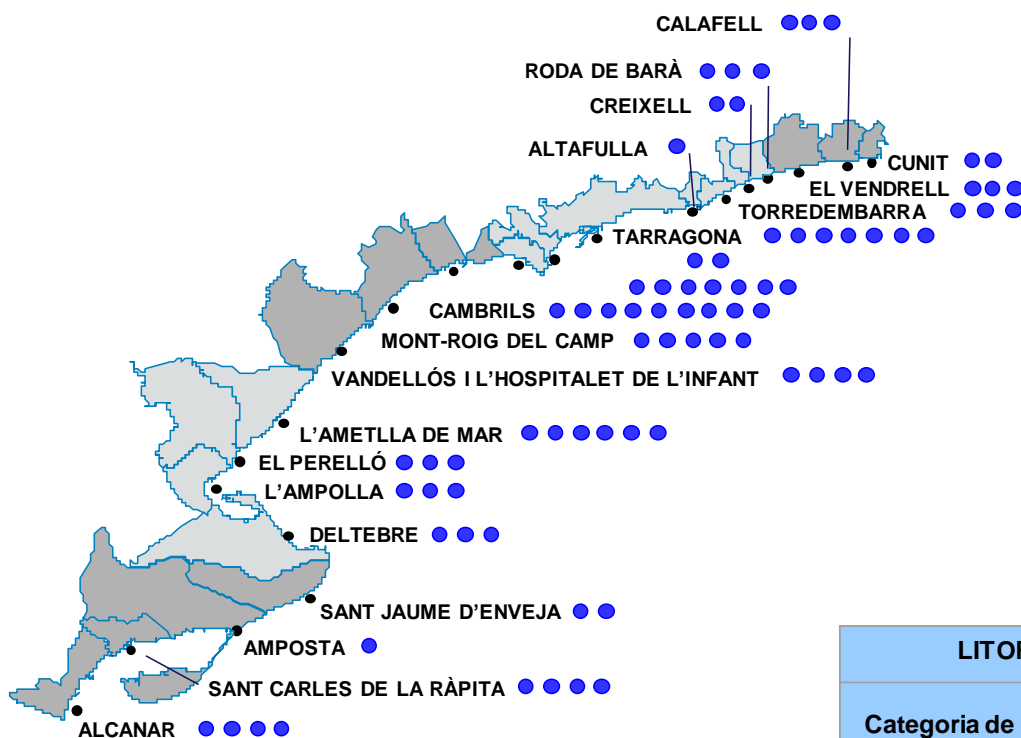 CALAFELL
RODA DE BARÀ
CREIXELL
ALTAFULLA
CUNIT
EL VENDRELL
TORREDEMBARRA
TARRAGONA
CAMBRILS
MONT-ROIG DEL CAMP
VANDELLÓS I L’HOSPITALET DE L’INFANT
L’AMETLLA DE MAR
EL PERELLÓ
L’AMPOLLA
DELTEBRE
SANT JAUME D’ENVEJA
AMPOSTA
SANT CARLES DE LA RÀPITA
ALCANAR
Categoria de